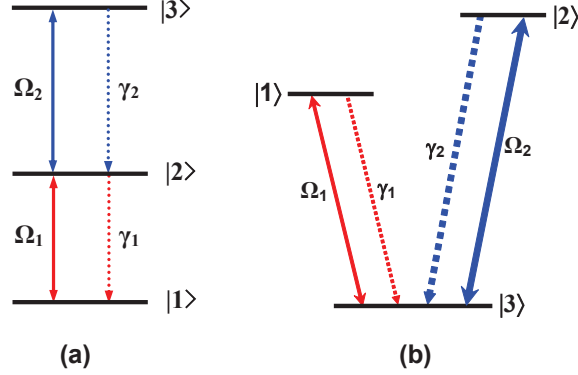 |3>
|2⟩
Ω₂
γ₂
|1⟩
|2>
γ₂
Ω₂
Ω₁
γ₁
Ω₁
γ₁
|1>
|3⟩
(a)
(b)